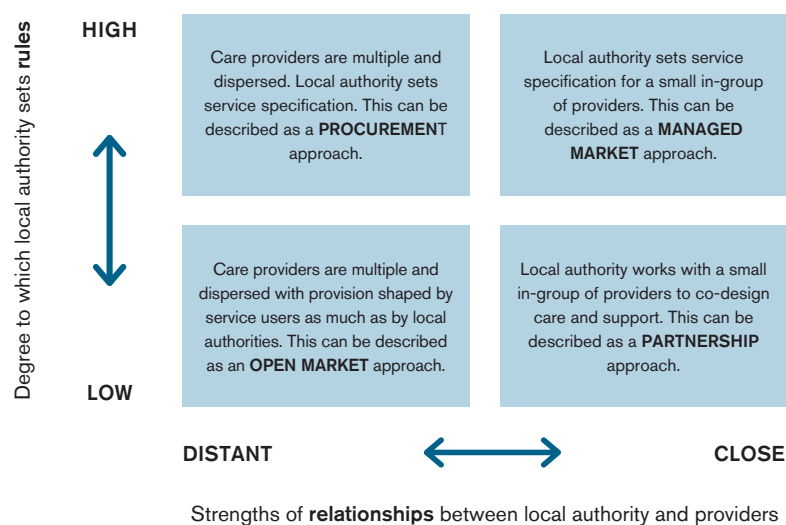 Degree to which local authority sets rules
HIGH
Care providers are multiple and
dispersed. Local authority sets
service specification. This can be
described as a PROCUREMENT
approach.
Local authority sets service
specification for a small in-group
of providers. This can be
described as a MANAGED
MARKET approach.
Care providers are multiple and
dispersed with provision shaped by
service users as much as by local
authorities. This can be described
as an OPEN MARKET approach.
Local authority works with a small
in-group of providers to co-design
care and support. This can be
described as a PARTNERSHIP
approach.
LOW
DISTANT
CLOSE
Strengths of relationships between local authority and providers